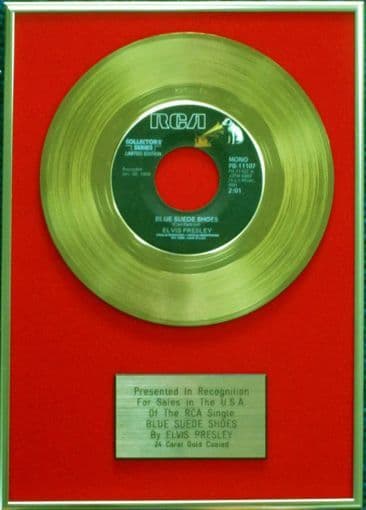 RCA
COLLECTORS'
SERIES
LIMITED EDITION
MONO
PB-11107
2:01
BLUE SUEDE SHOES
ELVIS PRESLEY
Presented In Recognition
For Sales in The U.S.A.
Of The RCA Single
BLUE SUEDE SHOES
By ELVIS PRESLEY
24 Carat Gold Coated